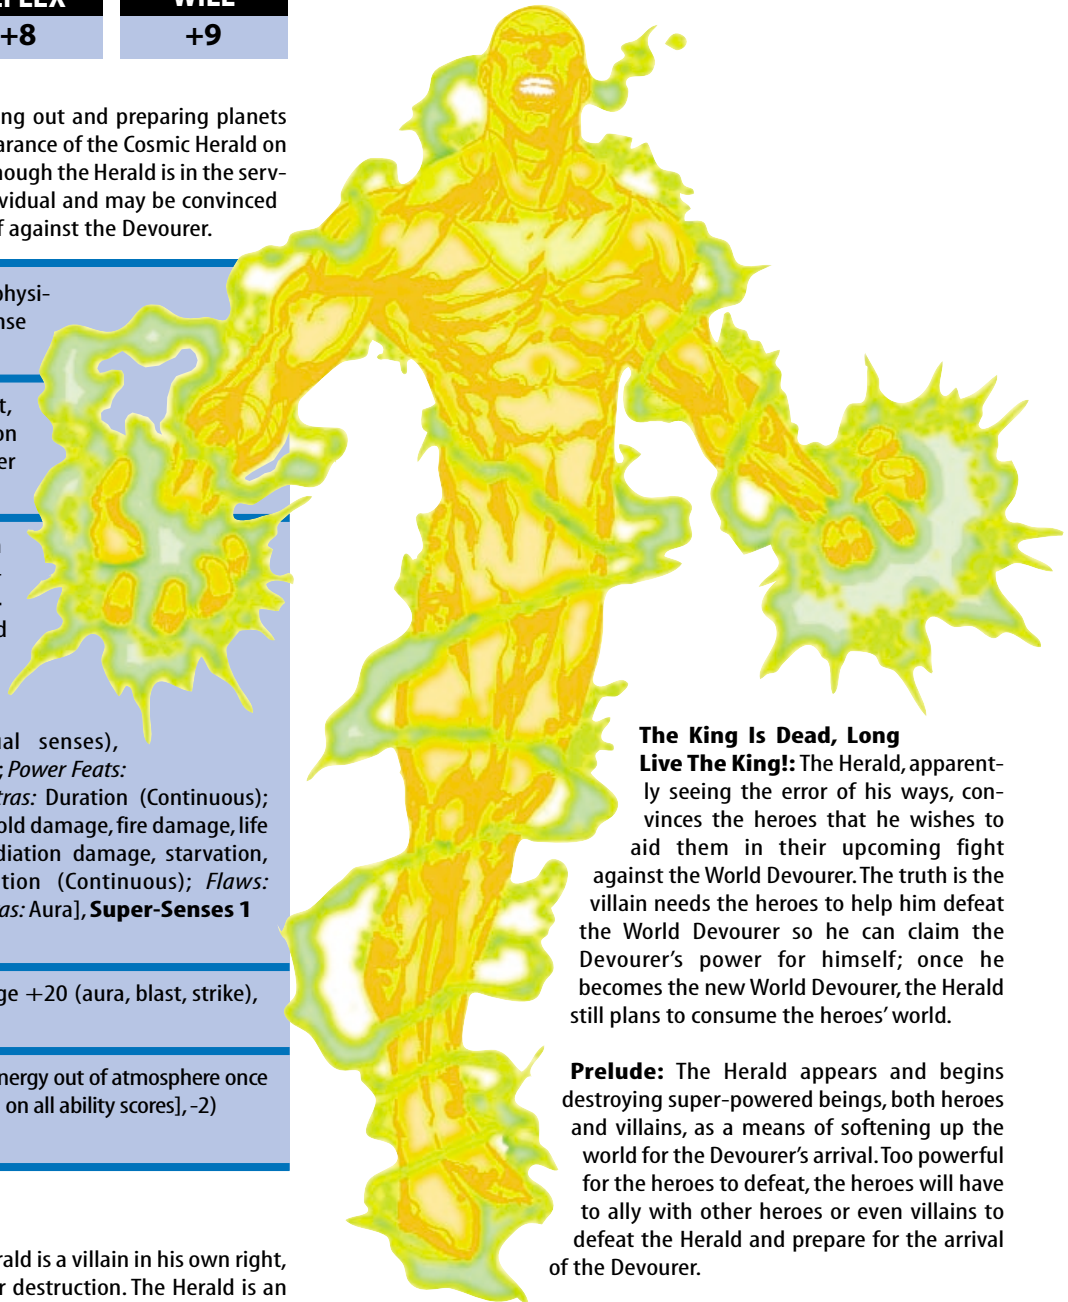 WILL
+8
+9
ing out and preparing planets
arance of the Cosmic Herald on
hough the Herald is in the serv-
vidual and may be convinced
f against the Devourer.
physi-
nse
t,
on
er
d
ual senses),
; Power Feats:
tras: Duration (Continuous);
old damage, fire damage, life
diation damage, starvation,
tion (Continuous); Flaws:
as: Aura], Super-Senses 1
ge +20 (aura, blast, strike),
nergy out of atmosphere once
on all ability scores], -2)
rald is a villain in his own right,
r destruction. The Herald is an
The King Is Dead, Long
Live The King!: The Herald, apparent-
ly seeing the error of his ways, con-
vinces the heroes that he wishes to
aid them in their upcoming fight
against the World Devourer. The truth is the
villain needs the heroes to help him defeat
the World Devourer so he can claim the
Devourer's power for himself; once he
becomes the new World Devourer, the Herald
still plans to consume the heroes' world.
Prelude: The Herald appears and begins
destroying super-powered beings, both heroes
and villains, as a means of softening up the
world for the Devourer's arrival. Too powerful
for the heroes to defeat, the heroes will have
to ally with other heroes or even villains to
defeat the Herald and prepare for the arrival
of the Devourer.